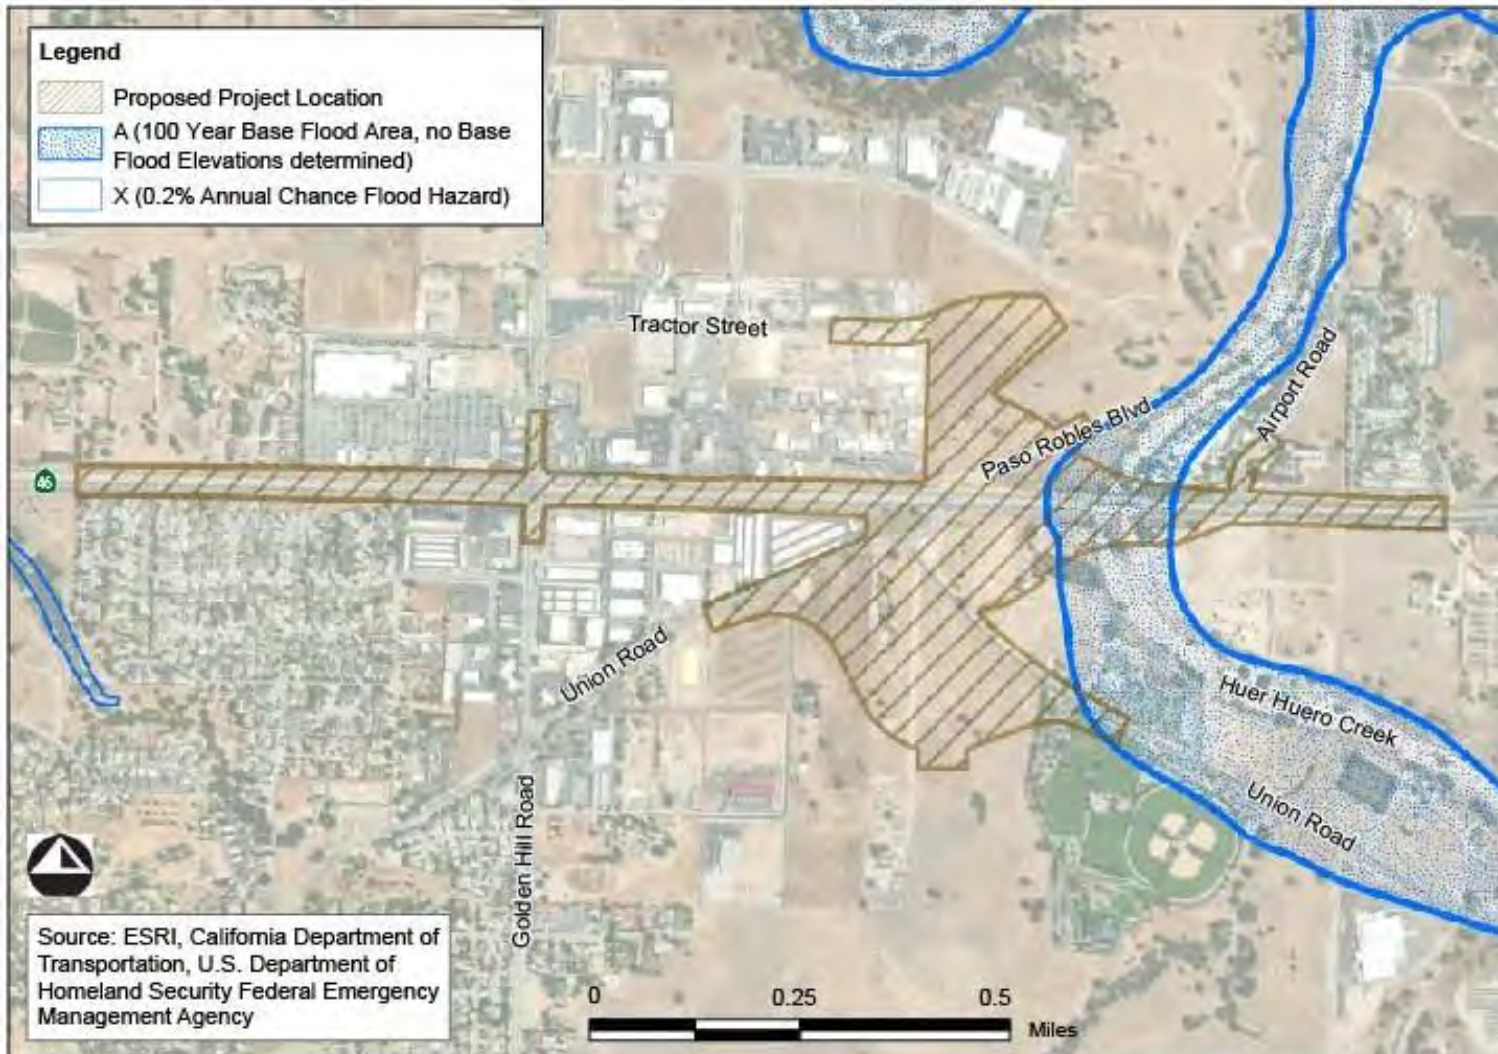 Legend
Proposed Project Location
A (100 Year Base Flood Area, no Base
Flood Elevations determined)
X (0.2% Annual Chance Flood Hazard)
Tractor Street
Paso Robles Blvd
Airport Road
46
Union Road
Huer Huero Creek
Union Road
Golden Hill Road
Source: ESRI, California Department of
Transportation, U.S. Department of
Homeland Security Federal Emergency
Management Agency
0 0.25 0.5
Miles